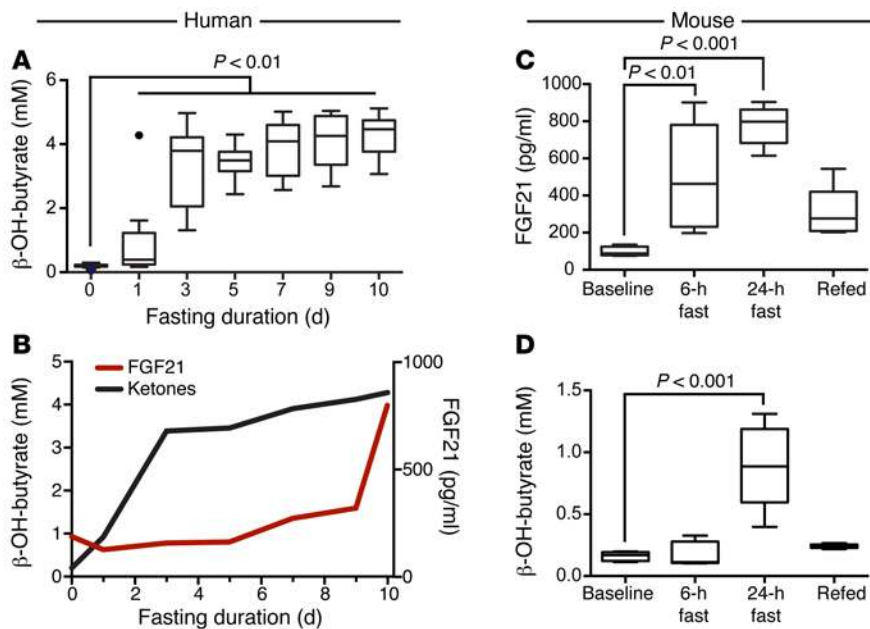 Human
A
P < 0.01
β-OH-butyrate (mM)
6
4
2
0
0 1 3 5 7 9 10
Fasting duration (d)
B
FGF21
Ketones
β-OH-butyrate (mM)
5
4
3
2
1
0
1000
500
0
FGF21 (pg/ml)
0 2 4 6 8 10
Fasting duration (d)
Mouse
C
P < 0.001
P < 0.01
FGF21 (pg/ml)
1000
800
600
400
200
0
Baseline 6-h fast 24-h fast Refed
D
P < 0.001
β-OH-butyrate (mM)
1.5
1.0
0.5
0.0
Baseline 6-h fast 24-h fast Refed